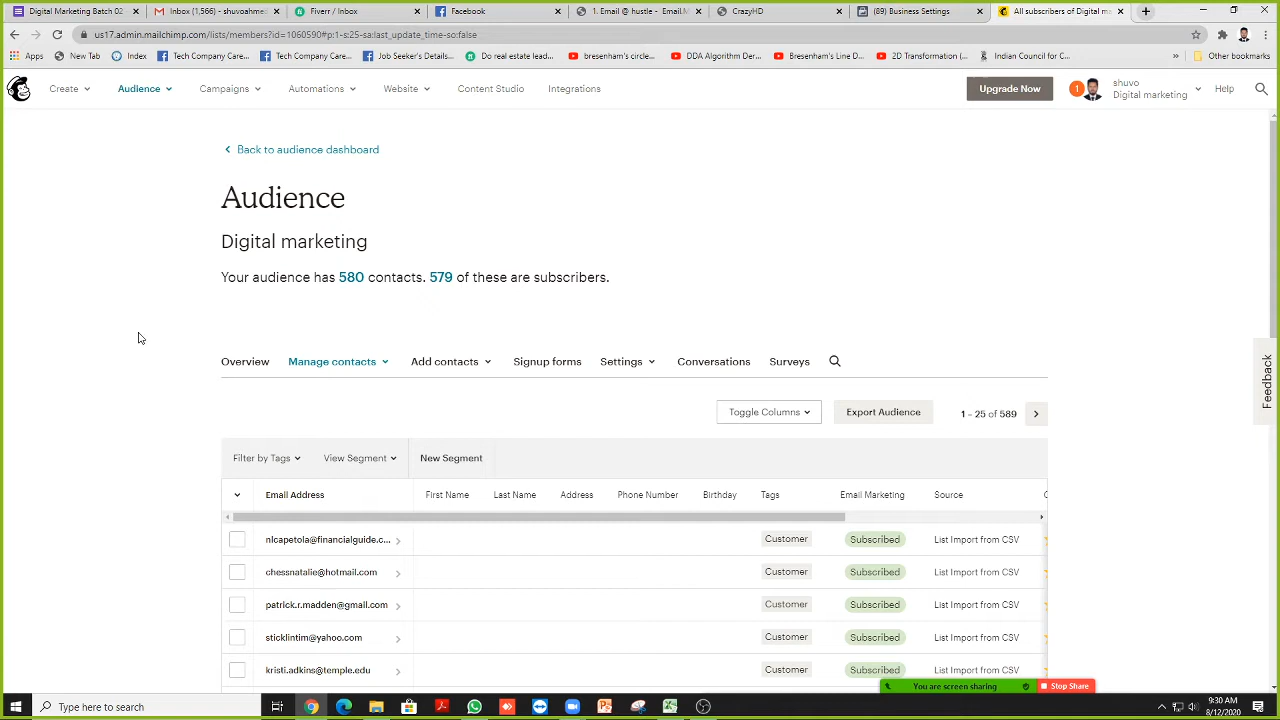 Digital Marketing Batch 02
Inbox (1,566) - shuvoahmes
Fiverr / Inbox
Facebook
1. Email @ hustle - Email M
CrazyHD
(89) Business Settings
All subscribers of Digital m
us17.admin.mailchimp.com/lists/members?id=1060590#p:1-s:25-sa:last_update_time-so:false
Apps
New Tab
Index
Tech Company Care...
Tech Company Care...
Job Seeker - Tech C...
Do real estate lead...
bresenham's circle...
DDA Algorithm Der...
Bresenham's Line D...
2D Transformation (...
Indian Council for C...
»
Other bookmarks
Create
Audience
Campaigns
Automations
Website
Content Studio
Integrations
Upgrade Now
1
shuvo
Digital marketing
Help
Back to audience dashboard
Audience
Digital marketing
Your audience has 580 contacts. 579 of these are subscribers.
Feedback
Overview
Manage contacts
Add contacts
Signup forms
Settings
Conversations
Surveys
Toggle Columns
Export Audience
1 – 25 of 589
Filter by Tags
View Segment
New Segment
Email Address
First Name
Last Name
Address
Phone Number
Birthday
Tags
Email Marketing
Source
nlcapetola@financialguide.c...
Customer
Subscribed
List Import from CSV
chessnatalie@hotmail.com
Customer
Subscribed
List Import from CSV
patrick.r.madden@gmail.com
Customer
Subscribed
List Import from CSV
sticklintim@yahoo.com
Customer
Subscribed
List Import from CSV
kristi.adkins@temple.edu
Customer
Subscribed
List Import from CSV
You are screen sharing
Stop Share
Type here to search
9:30 AM
8/12/2020